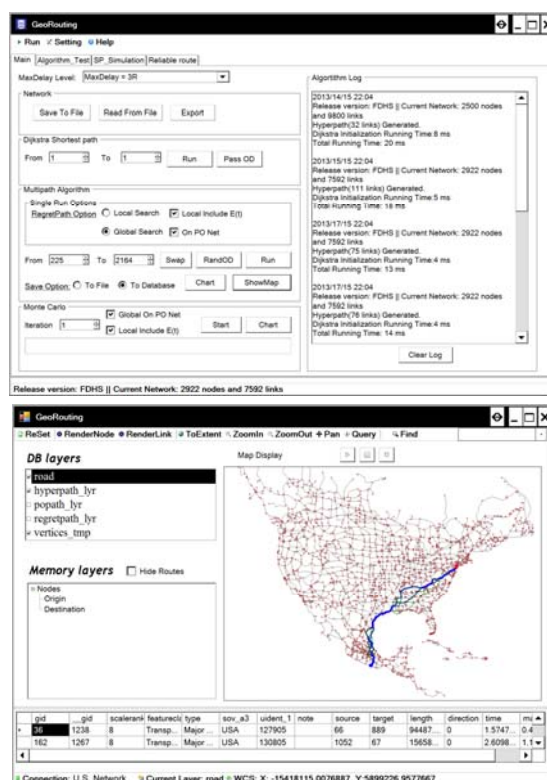 GeoRouting
Run Setting Help
Main Algorithm_Test SP_Simulation Reliable route
MaxDelay Level: MaxDelay = 3R
Network
Save To File Read From File Export
Dijkstra Shortest path
From 1 To 1 Run Pass OD
Multipath Algorithm
Single Run Options
RegretPath Option Local Search Local Include E(t)
Global Search On PO Net
From 225 To 2164 Swap RandOD Run
Save Option: To File To Database Chart ShowMap
Monte Carlo
Iteration 1 Global On PO Net
Local Include E(t) Start Chart
Algortithm Log
2013/14/15 22:04
Release version: FDHS || Current Network: 2500 nodes
and 9800 links
Hyperpath(32 links) Generated.
Dijkstra Initialization Running Time:8 ms
Total Running Time: 20 ms
2013/15/15 22:04
Release version: FDHS || Current Network: 2922 nodes
and 7592 links
Hyperpath(111 links) Generated.
Dijkstra Initialization Running Time:5 ms
Total Running Time: 18 ms
2013/17/15 22:04
Release version: FDHS || Current Network: 2922 nodes
and 7592 links
Hyperpath(75 links) Generated.
Dijkstra Initialization Running Time:4 ms
Total Running Time: 13 ms
2013/17/15 22:04
Release version: FDHS || Current Network: 2922 nodes
and 7592 links
Hyperpath(76 links) Generated.
Dijkstra Initialization Running Time:4 ms
Total Running Time: 14 ms
Clear Log
Release version: FDHS || Current Network: 2922 nodes and 7592 links
GeoRouting
ReSet RenderNode RenderLink ToExtent ZoomIn ZoomOut Pan Query Find
DB layers
road
hyperpath_lyr
popath_lyr
regretpath_lyr
vertices_tmp
Memory layers Hide Routes
Nodes
Origin
Destination
Map Display
gid __gid scalerank featurecla type sov_a3 uident_1 note source target length direction time
36 1238 8 Transp... Major ... USA 127905 66 889 94487... 0 1.5747... 0.4
162 1267 8 Transp... Major ... USA 130805 1052 67 15658... 0 2.6098... 1.1
Connection: U.S. Network Current Layer: road WCS: X: -15418115.0076887 Y:5899226.9577667